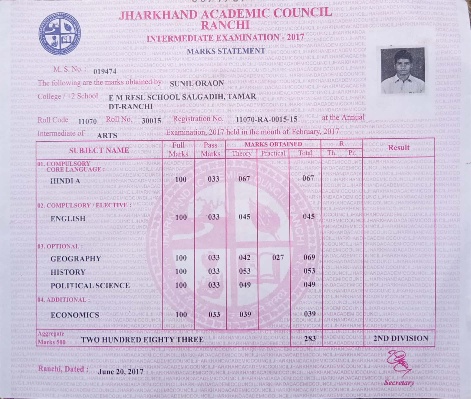 JHARKHAND ACADEMIC COUNCIL
RANCHI
INTERMEDIATE EXAMINATION - 2017
MARKS STATEMENT
M. S. No : 019474
The following are the marks obtained by SUNIL ORAON
College / +2 School E M RESL SCHOOL SALGADIH, TAMAR
DT-RANCHI
Roll Code 11070 Roll No. 30015 Registration No. 11070-RA-0015-15 at the Annual
Intermediate of ARTS Examination, 2017 held in the month of February, 2017
SUBJECT NAME Full Marks Pass Marks MARKS OBTAINED R Result
Theory Practical Total Th. Pr.
01. COMPULSORY
CORE LANGUAGE :
HINDI A 100 033 067 067
02. COMPULSORY / ELECTIVE :
ENGLISH 100 033 045 045
03. OPTIONAL :
GEOGRAPHY 100 033 042 027 069
HISTORY 100 033 053 053
POLITICAL SCIENCE 100 033 049 049
04. ADDITIONAL :
ECONOMICS 100 033 039 039
Aggregate
Marks 500 TWO HUNDRED EIGHTY THREE 283 2ND DIVISION
Ranchi, Dated : June 20, 2017
Secretary